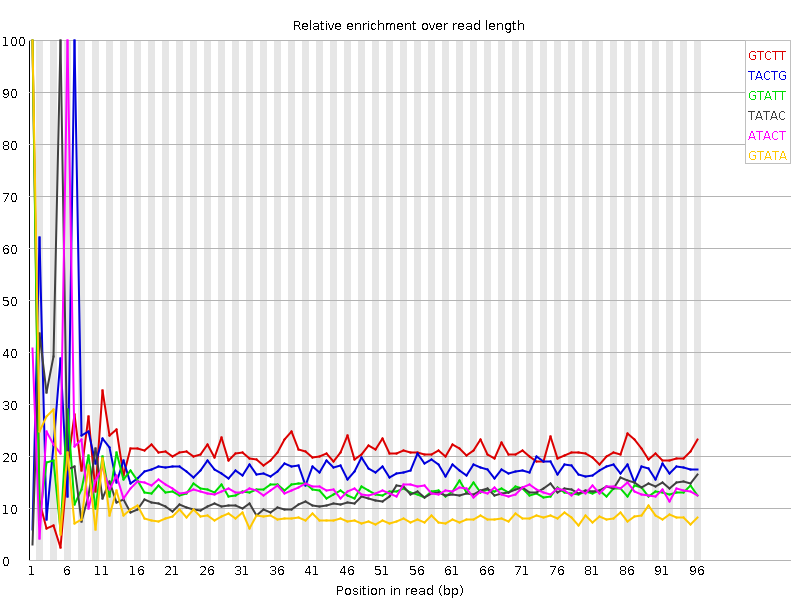 Relative enrichment over read length
100
90
80
70
60
50
40
30
20
10
0
GTCTT
TACTG
GTATT
TATAC
ATACT
GTATA
1 6 11 16 21 26 31 36 41 46 51 56 61 66 71 76 81 86 91 96
Position in read (bp)